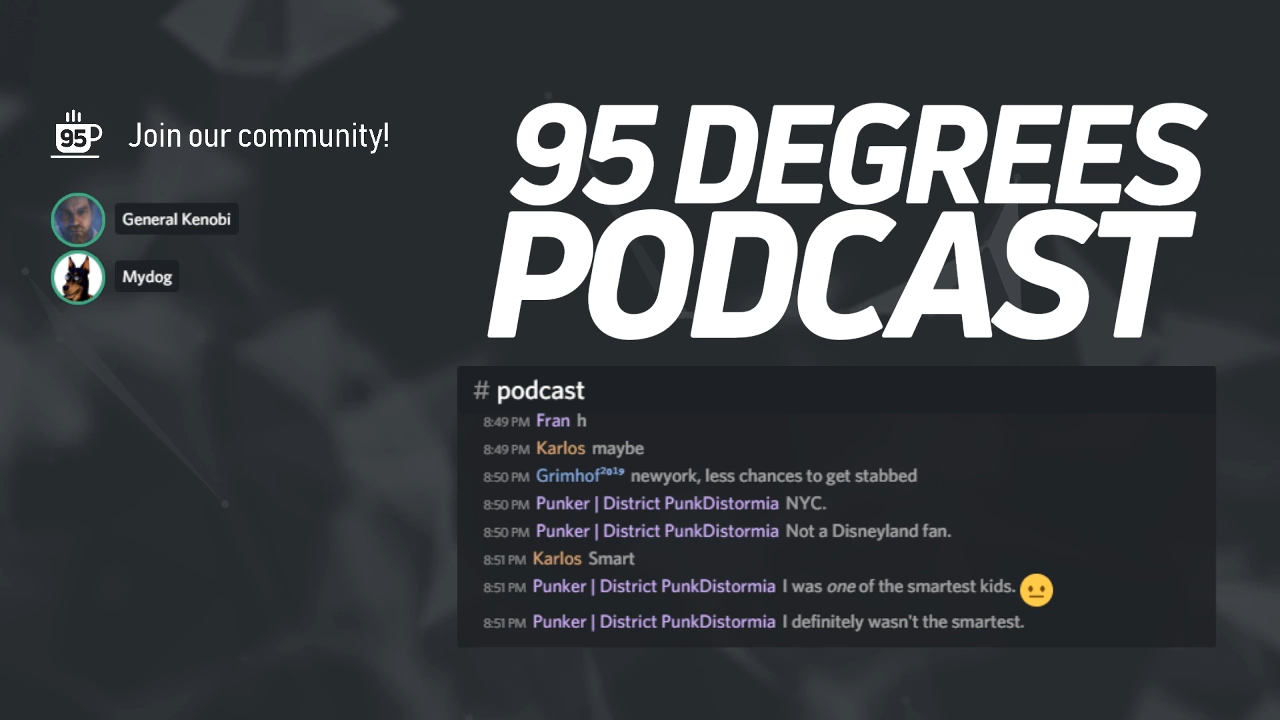 95
Join our community!
General Kenobi
Mydog
95 DEGREES
PODCAST
# podcast
8:49 PM Fran h
8:49 PM Karlos maybe
8:50 PM Grimhof²⁰¹⁹ newyork, less chances to get stabbed
8:50 PM Punker | District PunkDistormia NYC.
8:50 PM Punker | District PunkDistormia Not a Disneyland fan.
8:51 PM Karlos Smart
8:51 PM Punker | District PunkDistormia I was one of the smartest kids. 😐
8:51 PM Punker | District PunkDistormia I definitely wasn't the smartest.